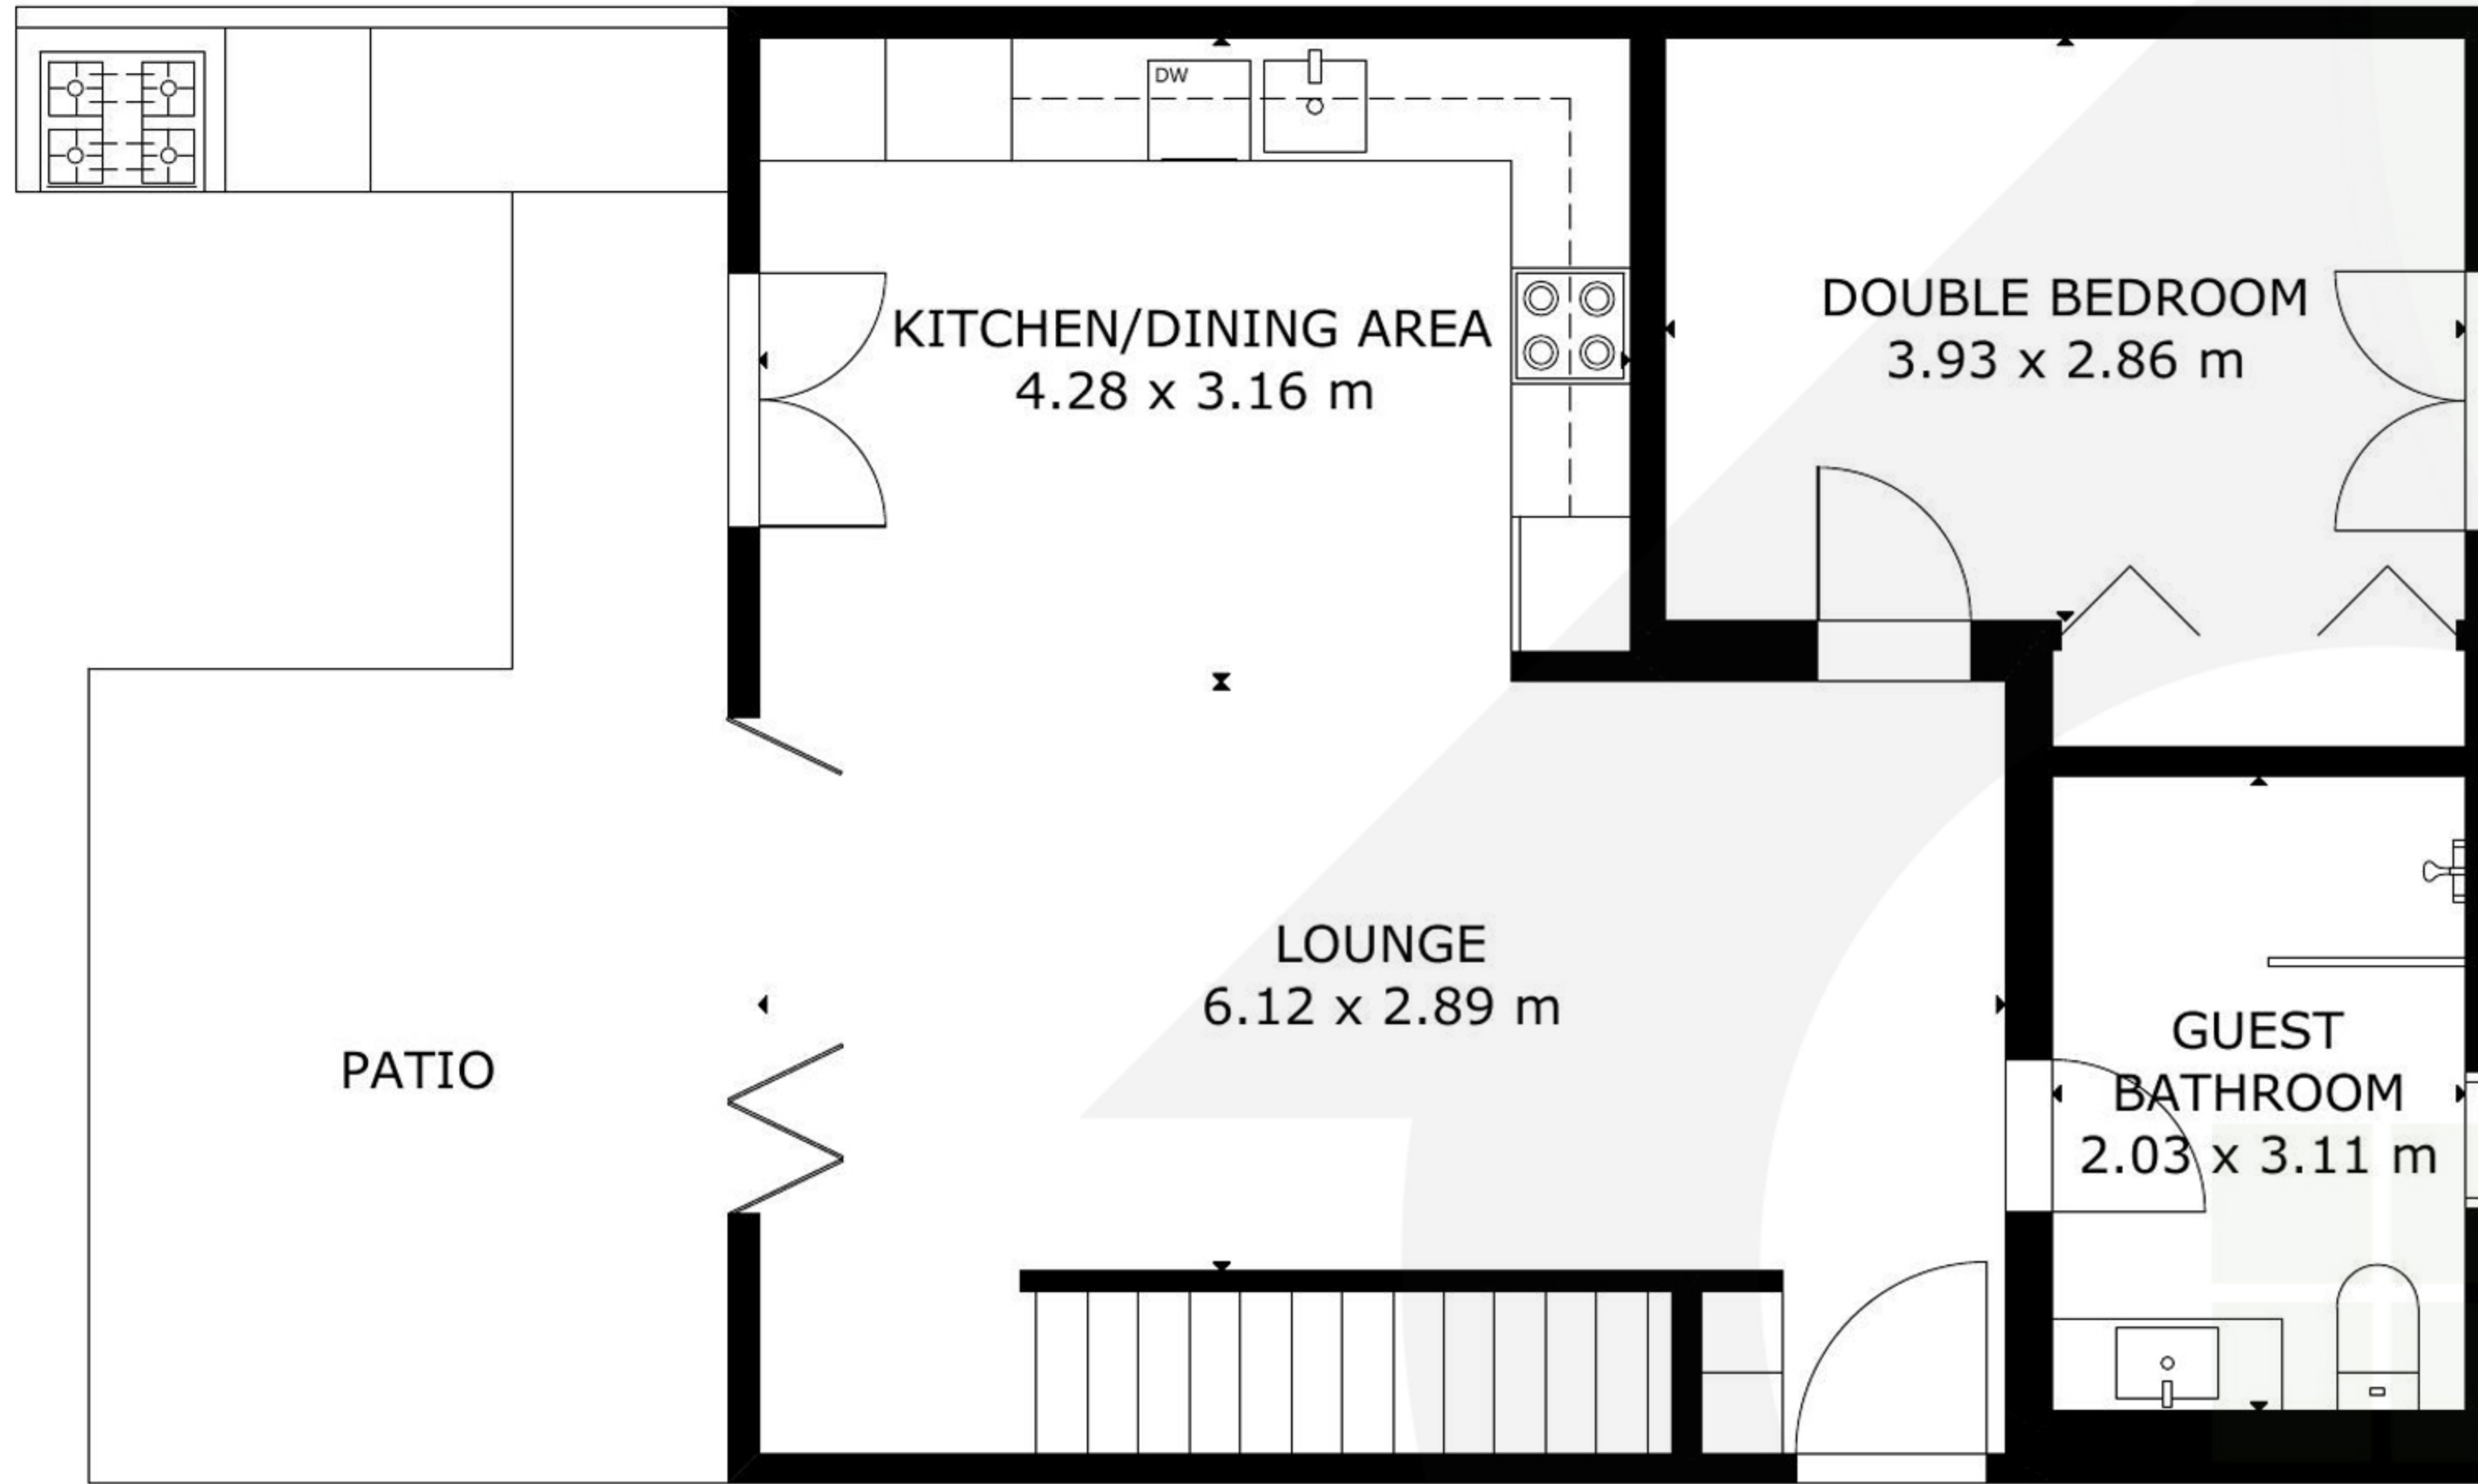 DW
KITCHEN/DINING AREA
4.28 x 3.16 m
DOUBLE BEDROOM
3.93 x 2.86 m
LOUNGE
6.12 x 2.89 m
PATIO
GUEST
BATHROOM
2.03 x 3.11 m